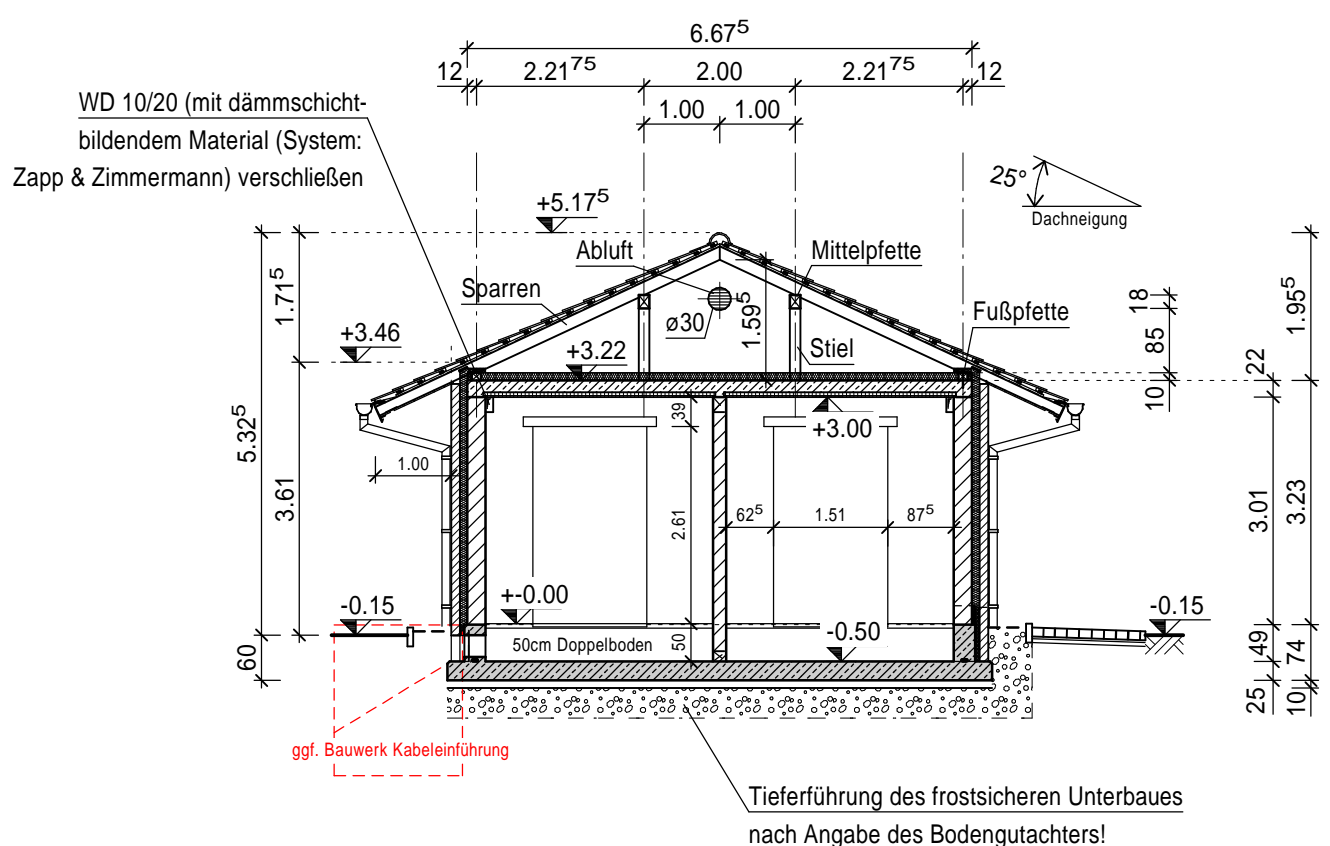 6.67⁵
12
2.21⁷⁵
2.00
2.21⁷⁵
12
WD 10/20 (mit dämmschicht-
bildendem Material (System:
Zapp & Zimmermann) verschließen
1.00
1.00
25°
Dachneigung
+5.17⁵
Abluft
Mittelpfette
Sparren
1.71⁵
1.95⁵
18
ø30
1.59⁵
Fußpfette
+3.46
Stiel
85
+3.22
22
10
39
+3.00
5.32⁵
1.00
3.61
2.61
62⁵
1.51
87⁵
3.01
3.23
+-0.00
-0.15
-0.15
50cm Doppelboden
50
-0.50
60
49
74
25
10
ggf. Bauwerk Kabeleinführung
Tieferführung des frostsicheren Unterbaues
nach Angabe des Bodengutachters!